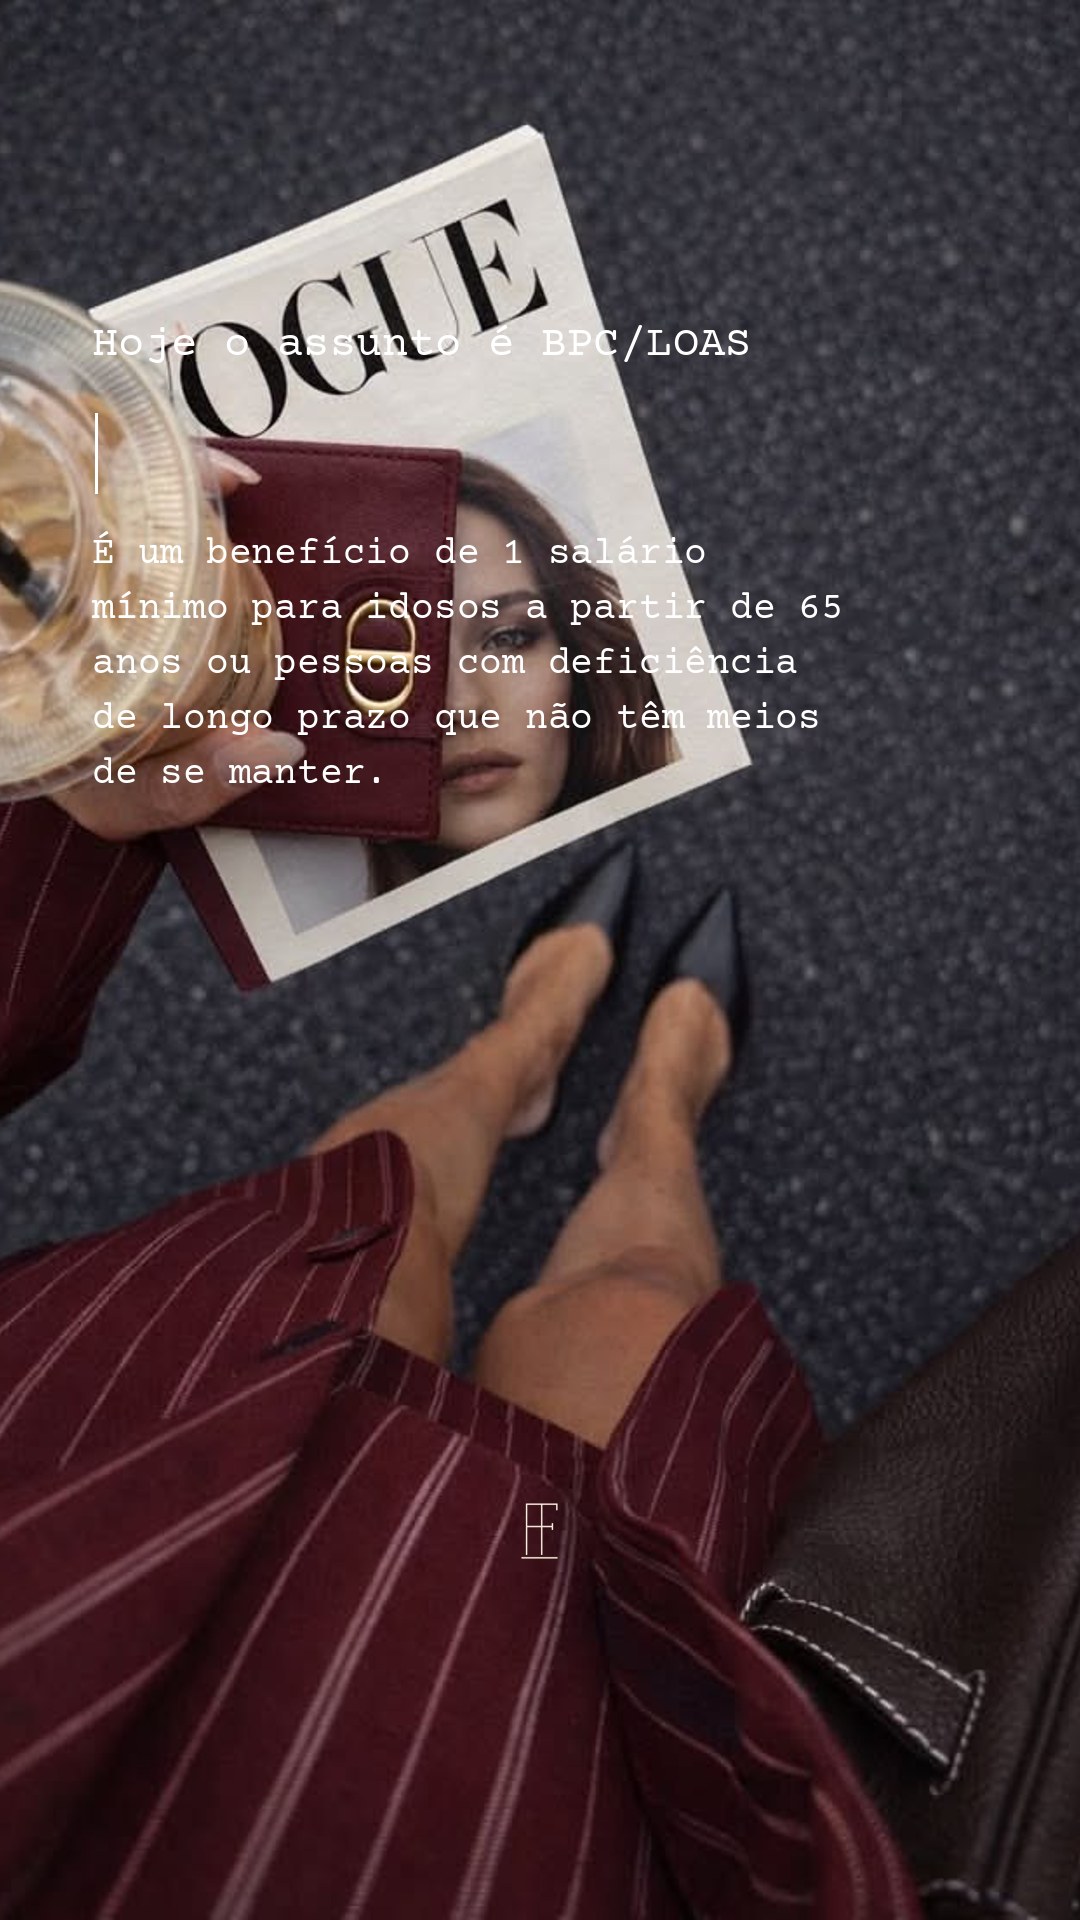 VOGUE
Hoje o assunto é BPC/LOAS
É um benefício de 1 salário
mínimo para idosos a partir de 65
anos ou pessoas com deficiência
de longo prazo que não têm meios
de se manter.